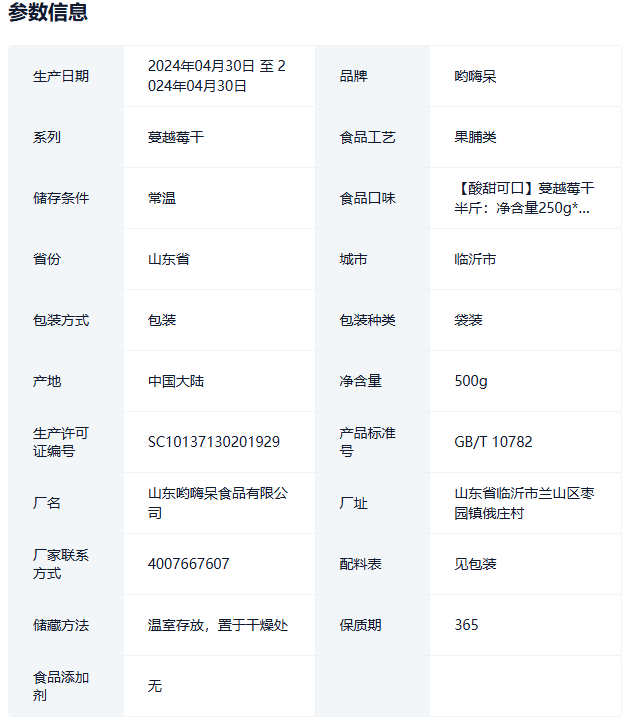 参数信息
生产日期
2024年04月30日 至 2
024年04月30日
品牌
哟嗨呆
系列
蔓越莓干
食品工艺
果脯类
储存条件
常温
食品口味
【酸甜可口】蔓越莓干
半斤：净含量250g*...
省份
山东省
城市
临沂市
包装方式
包装
包装种类
袋装
产地
中国大陆
净含量
500g
生产许可
证编号
SC10137130201929
产品标准
号
GB/T 10782
厂名
山东哟嗨呆食品有限公
司
厂址
山东省临沂市兰山区枣
园镇俄庄村
厂家联系
方式
4007667607
配料表
见包装
储藏方法
温室存放，置于干燥处
保质期
365
食品添加
剂
无